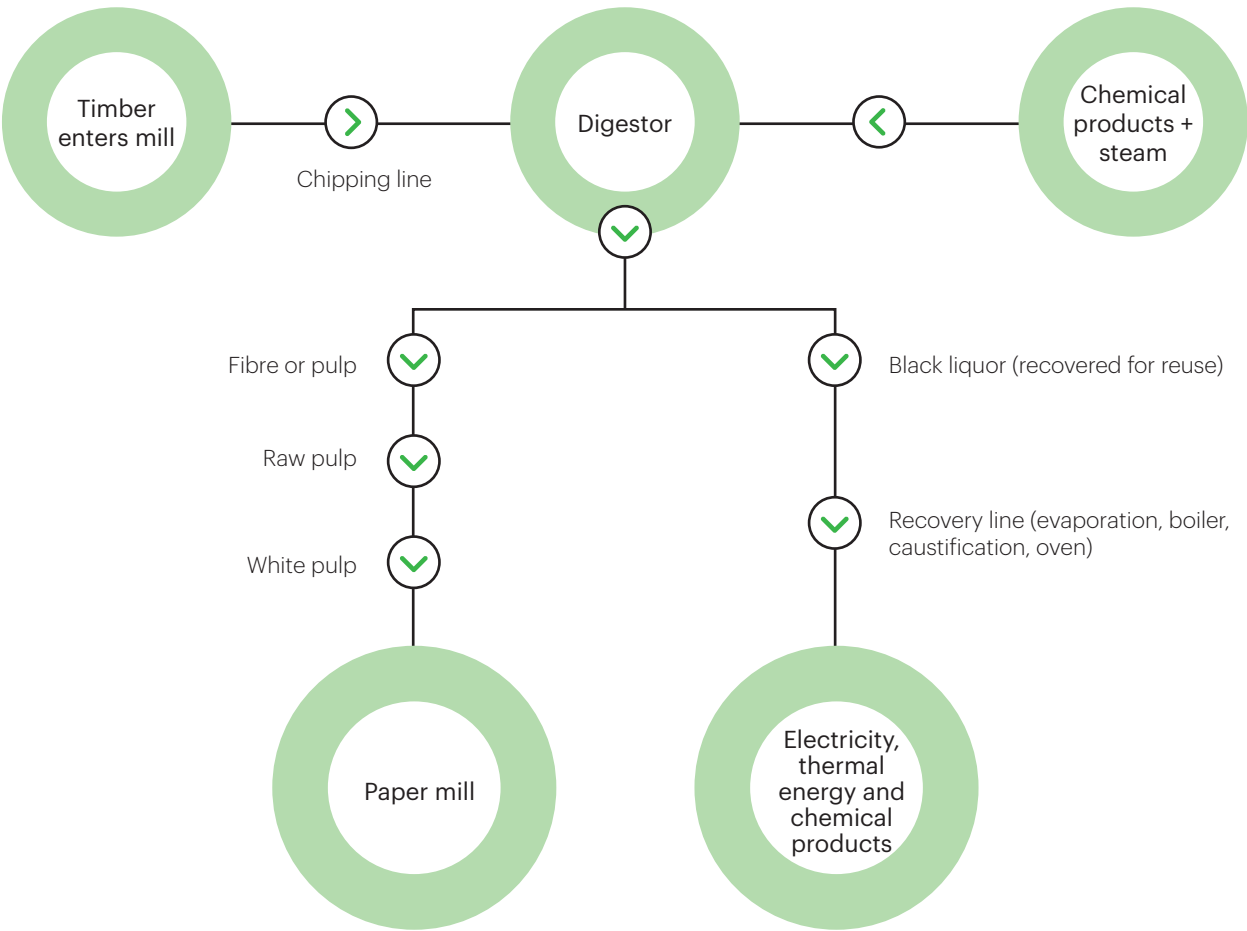 Timber
enters mill
Chipping line
Digestor
Chemical
products +
steam
Fibre or pulp
Raw pulp
White pulp
Paper mill
Black liquor (recovered for reuse)
Recovery line (evaporation, boiler,
caustification, oven)
Electricity,
thermal
energy and
chemical
products